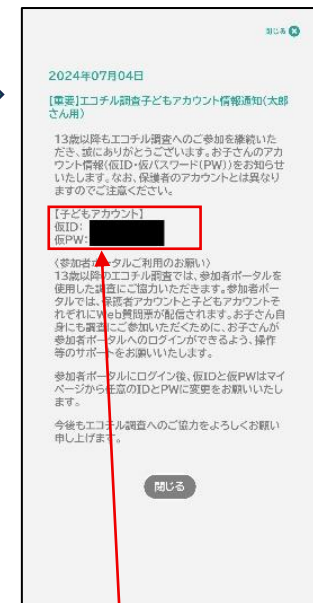 閉じる
2024年07月04日
【重要】エコチル調査子どもアカウント情報通知(太郎
さん用)
13歳以降もエコチル調査へのご参加を継続いた
だき、誠にありがとうございます。お子さんのアカ
ウント情報(仮ID・仮パスワード(PW))をお知らせ
いたします。なお、保護者のアカウントとは異なり
ますのでご注意ください。
【子どもアカウント】
仮ID:
仮PW:
〈参加者ポータルご利用のお願い〉
13歳以降のエコチル調査では、参加者ポータルを
使用した調査にご協力いただきます。参加者ポー
タルでは、保護者アカウントと子どもアカウントそ
れぞれにWeb質問票が配信されます。お子さん自
身にも調査にご参加いただくために、お子さんが
参加者ポータルへのログインができるよう、操作
等のサポートをお願いいたします。
参加者ポータルにログイン後、仮IDと仮PWはマイ
ページから任意のIDとPWに変更をお願いいたし
ます。
今後もエコチル調査へのご協力をよろしくお願い
申し上げます。
閉じる